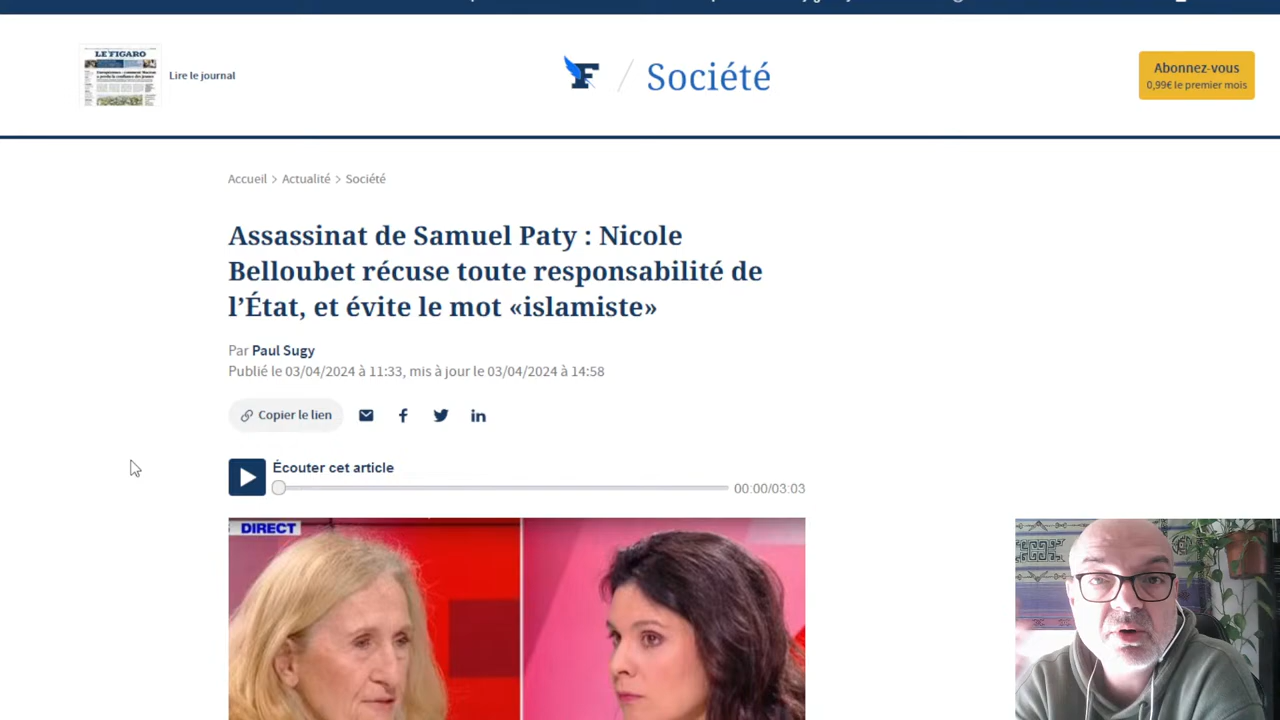 LE FIGARO
Lire le journal
F / Société
Abonnez-vous
0,99€ le premier mois
Accueil > Actualité > Société
Assassinat de Samuel Paty : Nicole
Belloubet récuse toute responsabilité de
l’État, et évite le mot «islamiste»
Par Paul Sugy
Publié le 03/04/2024 à 11:33, mis à jour le 03/04/2024 à 14:58
Copier le lien
Écouter cet article
00:00/03:03
DIRECT